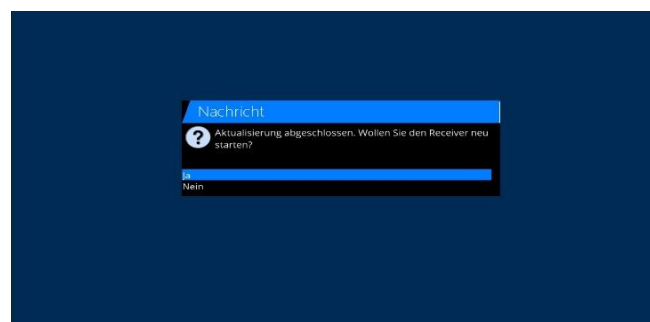 Nachricht
Aktualisierung abgeschlossen. Wollen Sie den Receiver neu
starten?
Ja
Nein